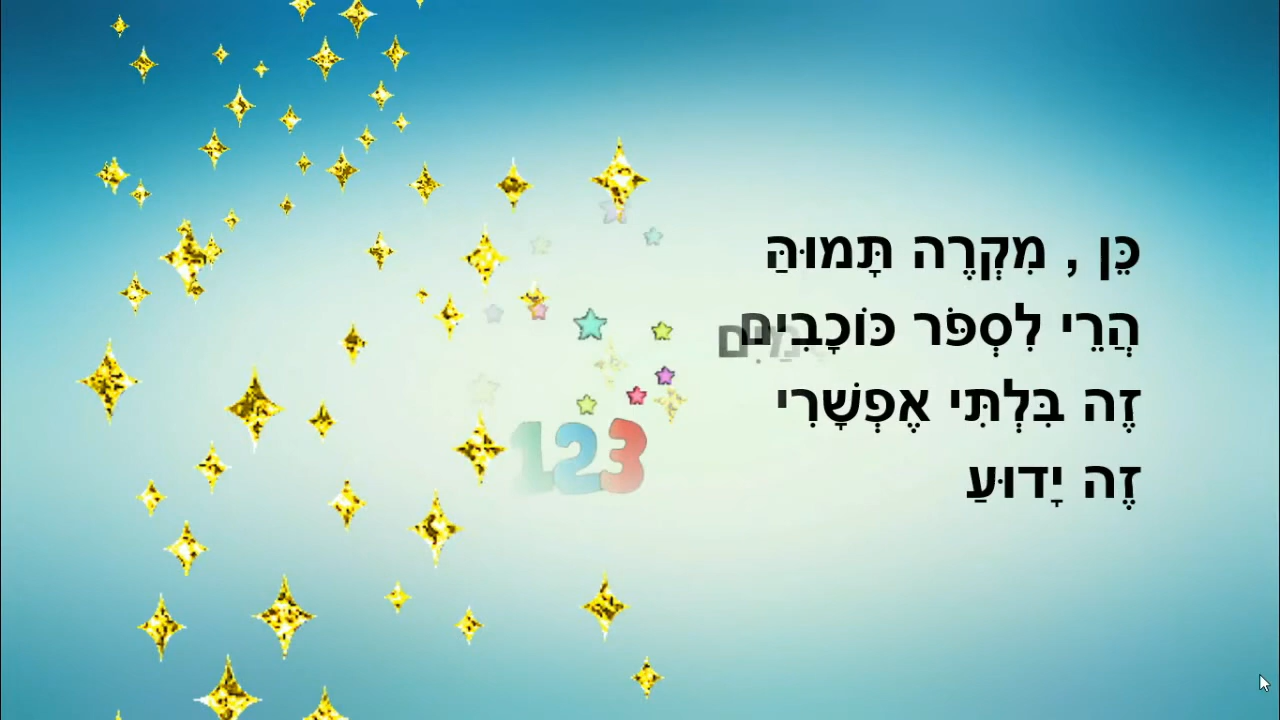 כֵּן , מִקְרֶה תָּמוּהַּ
הֲרֵי לִסְפֹּר כּוֹכָבִים
זֶה בִּלְתִּי אֶפְשָׁרִי
זֶה יָדוּעַ
123